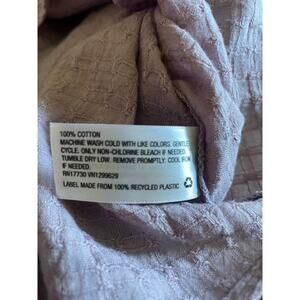 100% COTTON
MACHINE WASH COLD WITH LIKE COLORS. GENTLE
CYCLE. ONLY NON-CHLORINE BLEACH IF NEEDED.
TUMBLE DRY LOW. REMOVE PROMPTLY. COOL IRON
IF NEEDED.
RN17730 VN1299629
LABEL MADE FROM 100% RECYCLED PLASTIC